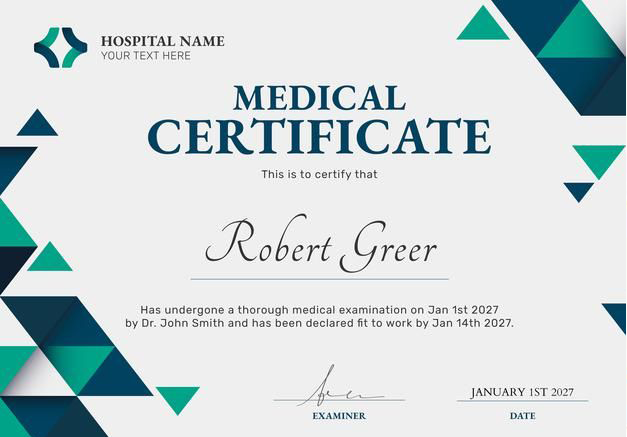 HOSPITAL NAME
YOUR TEXT HERE
MEDICAL
CERTIFICATE
This is to certify that
Robert Greer
Has undergone a thorough medical examination on Jan 1st 2027
by Dr. John Smith and has been declared fit to work by Jan 14th 2027.
JANUARY 1ST 2027
EXAMINER
DATE